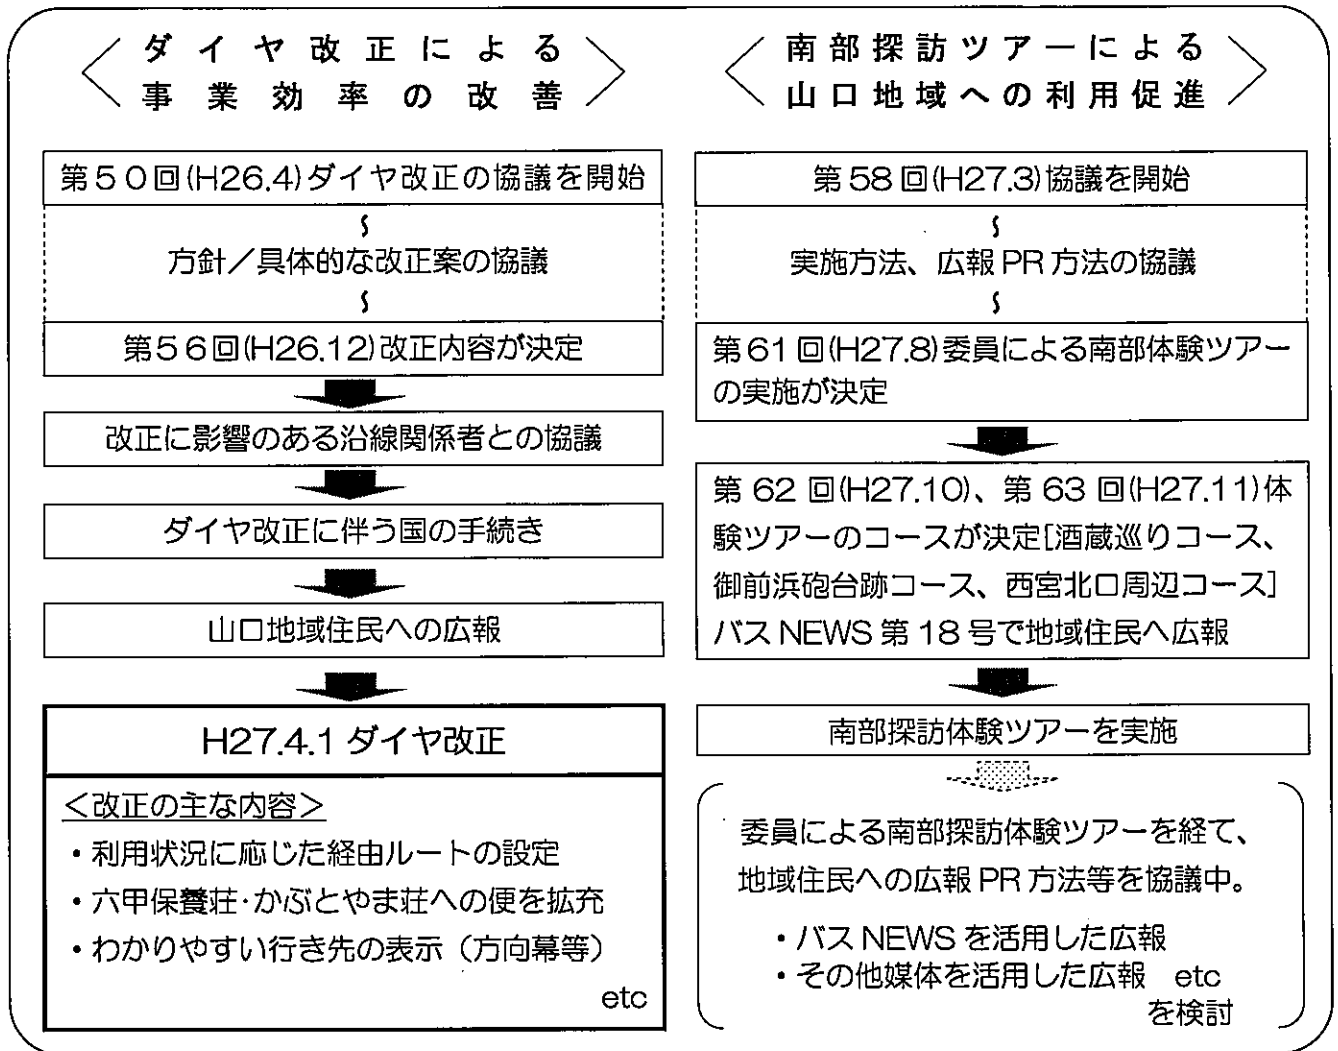 ダイヤ改正による
事業効率の改善
第50回(H26.4)ダイヤ改正の協議を開始
〜
方針／具体的な改正案の協議
〜
第56回(H26.12)改正内容が決定
改正に影響のある沿線関係者との協議
ダイヤ改正に伴う国の手続き
山口地域住民への広報
H27.4.1ダイヤ改正
＜改正の主な内容＞
・利用状況に応じた経由ルートの設定
・六甲保養荘・かぶとやま荘への便を拡充
・わかりやすい行き先の表示（方向幕等）
etc
南部探訪ツアーによる
山口地域への利用促進
第58回(H27.3)協議を開始
〜
実施方法、広報PR方法の協議
〜
第61回(H27.8)委員による南部体験ツアー
の実施が決定
第62回(H27.10)、第63回(H27.11)体
験ツアーのコースが決定[酒蔵巡りコース、
御前浜砲台跡コース、西宮北口周辺コース]
バスNEWS第18号で地域住民へ広報
南部探訪体験ツアーを実施
委員による南部探訪体験ツアーを経て、
地域住民への広報PR方法等を協議中。
・バスNEWSを活用した広報
・その他媒体を活用した広報 etc
を検討